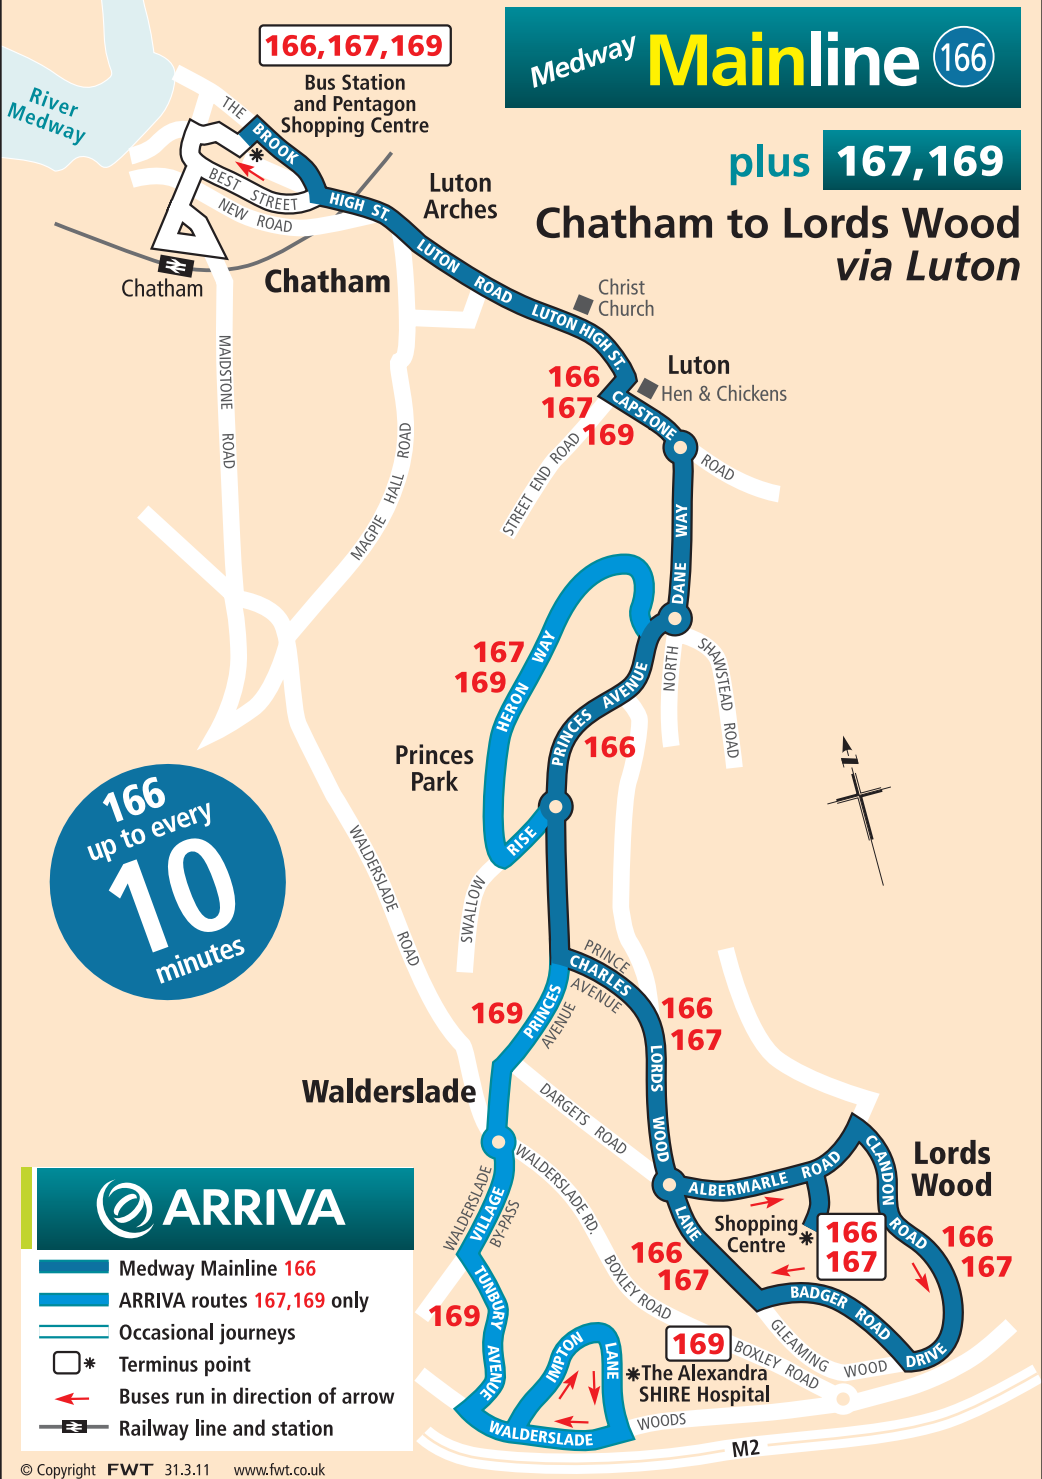 166,167,169
Bus Station
and Pentagon
Shopping Centre
Medway Mainline 166
plus 167,169
Chatham to Lords Wood
via Luton
River
Medway
THE
BROOK
BEST STREET
NEW ROAD
HIGH ST.
Luton
Arches
LUTON ROAD
Chatham
Chatham
Christ
Church
LUTON HIGH ST.
Luton
Hen & Chickens
166
167
169
CAPSTONE
ROAD
STREET END ROAD
MAIDSTONE ROAD
MAGPIE HALL ROAD
DANE WAY
NORTH
SHAWSTEAD ROAD
167
169
HERON WAY
PRINCES AVENUE
166
Princes
Park
N
166
up to every
10
minutes
RISE
SWALLOW
WALDERSLADE ROAD
PRINCE
CHARLES
AVENUE
169
PRINCES
AVENUE
166
167
LORDS WOOD
LANE
Walderslade
DARGETS ROAD
WALDERSLADE RD.
BOXLEY ROAD
BOXLEY ROAD
ALBERMARLE ROAD
CLANDON ROAD
Lords
Wood
Shopping
Centre
166
167
166
167
166
167
BADGER ROAD
DRIVE
GLEAMING WOOD
WALDERSLADE
VILLAGE
BY-PASS
169
TUNBURY AVENUE
IMPTON
LANE
WALDERSLADE
WOODS
169
The Alexandra
SHIRE Hospital
M2
ARRIVA
Medway Mainline 166
ARRIVA routes 167,169 only
Occasional journeys
Terminus point
Buses run in direction of arrow
Railway line and station
© Copyright FWT 31.3.11 www.fwt.co.uk